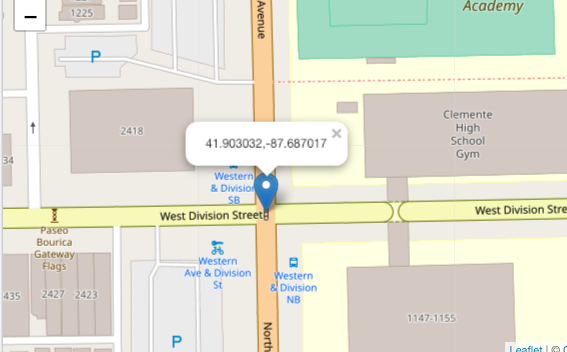 −
1225
Avenue
Academy
P
2418
Clemente
High
School
Gym
41.903032,-87.687017
×
34
Western
& Division
SB
West Division Street
West Division Stre
Paseo
Bourica
Gateway
Flags
Western
Ave & Division
St
Western
& Division
NB
435
2427
2423
1147-1155
P
North
Leaflet | ©